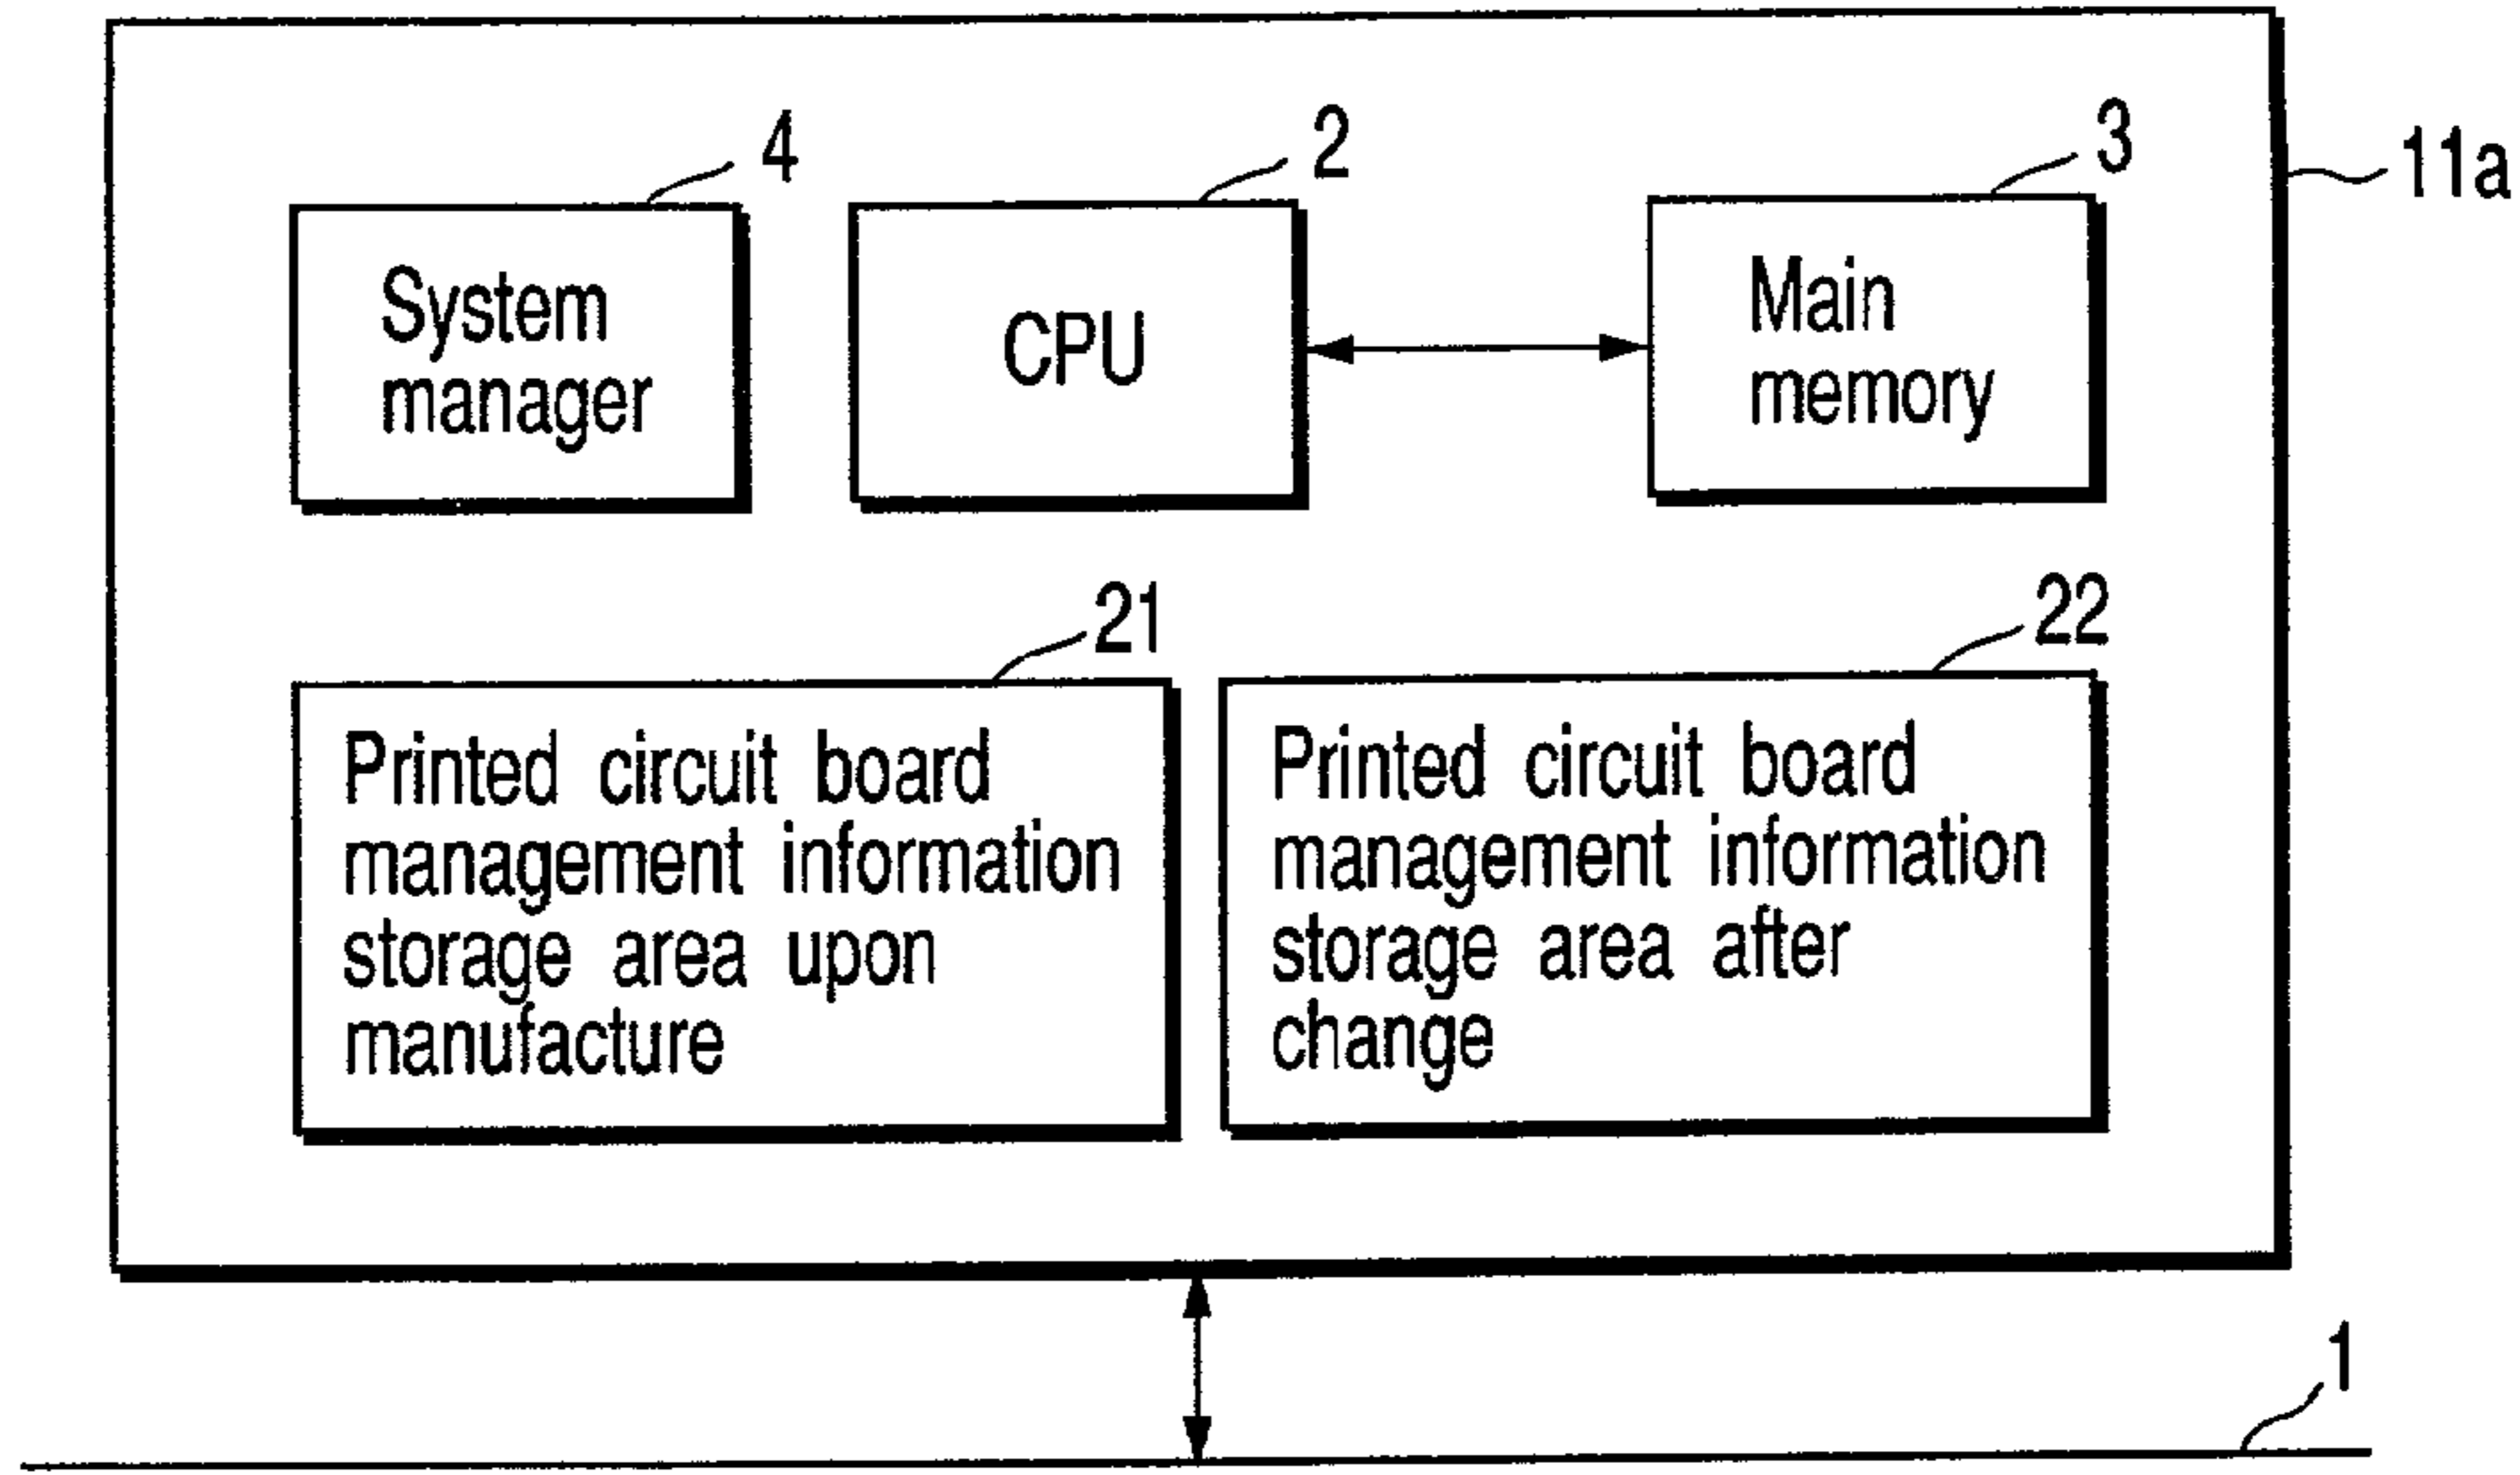 4
2
3
11a
System
manager
CPU
Main
memory
21
22
Printed circuit board
management information
storage area upon
manufacture
Printed circuit board
management information
storage area after
change
1